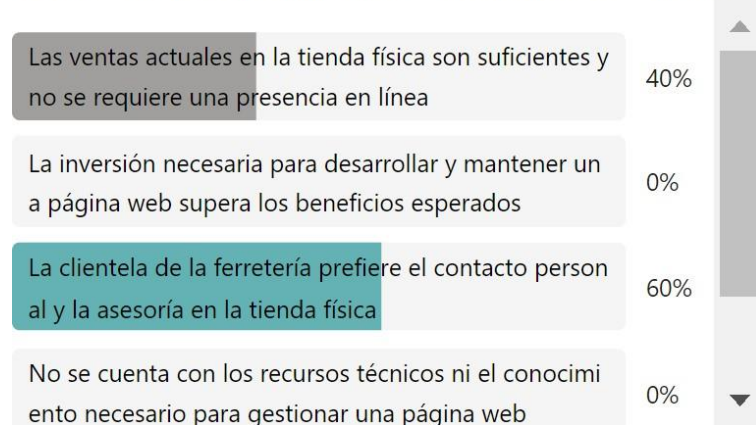 Las ventas actuales en la tienda física son suficientes y
no se requiere una presencia en línea
40%
La inversión necesaria para desarrollar y mantener un
a página web supera los beneficios esperados
0%
La clientela de la ferretería prefiere el contacto person
al y la asesoría en la tienda física
60%
No se cuenta con los recursos técnicos ni el conocimi
ento necesario para gestionar una página web
0%